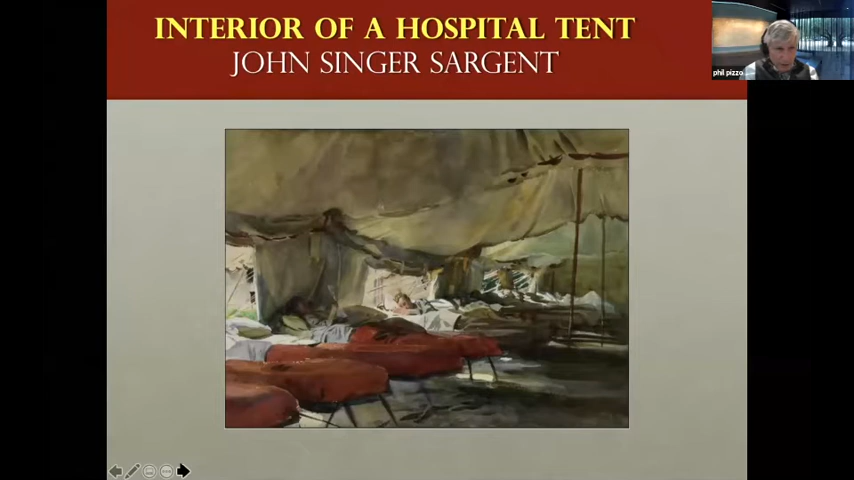 INTERIOR OF A HOSPITAL TENT
JOHN SINGER SARGENT
phil pizzo